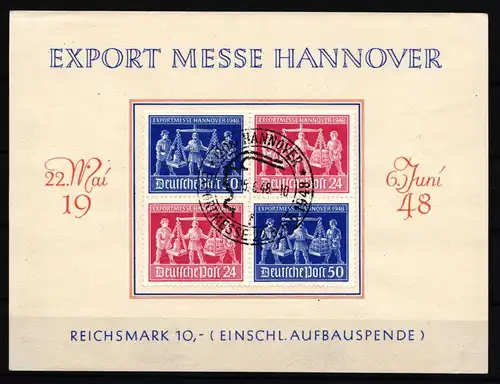 EXPORT MESSE HANNOVER
EXPORTMESSE HANNOVER 1948
EXPORTMESSE HANNOVER 1948
Deutsche Post
Deutsche Post 24
22. Mai
6. Juni
19
48
HANNOVER
1948
EXPORTMESSE HANNOVER 1948
EXPORTMESSE HANNOVER 1948
Deutsche Post 24
Deutsche Post 50
REICHSMARK 10,- (EINSCHL. AUFBAUSPENDE)